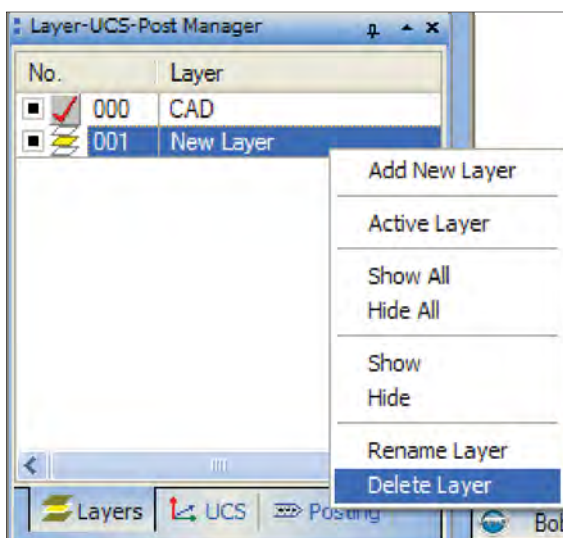 Layer-UCS-Post Manager
No. Layer
000 CAD
001 New Layer
Add New Layer
Active Layer
Show All
Hide All
Show
Hide
Rename Layer
Delete Layer
Layers UCS Posting
Bob